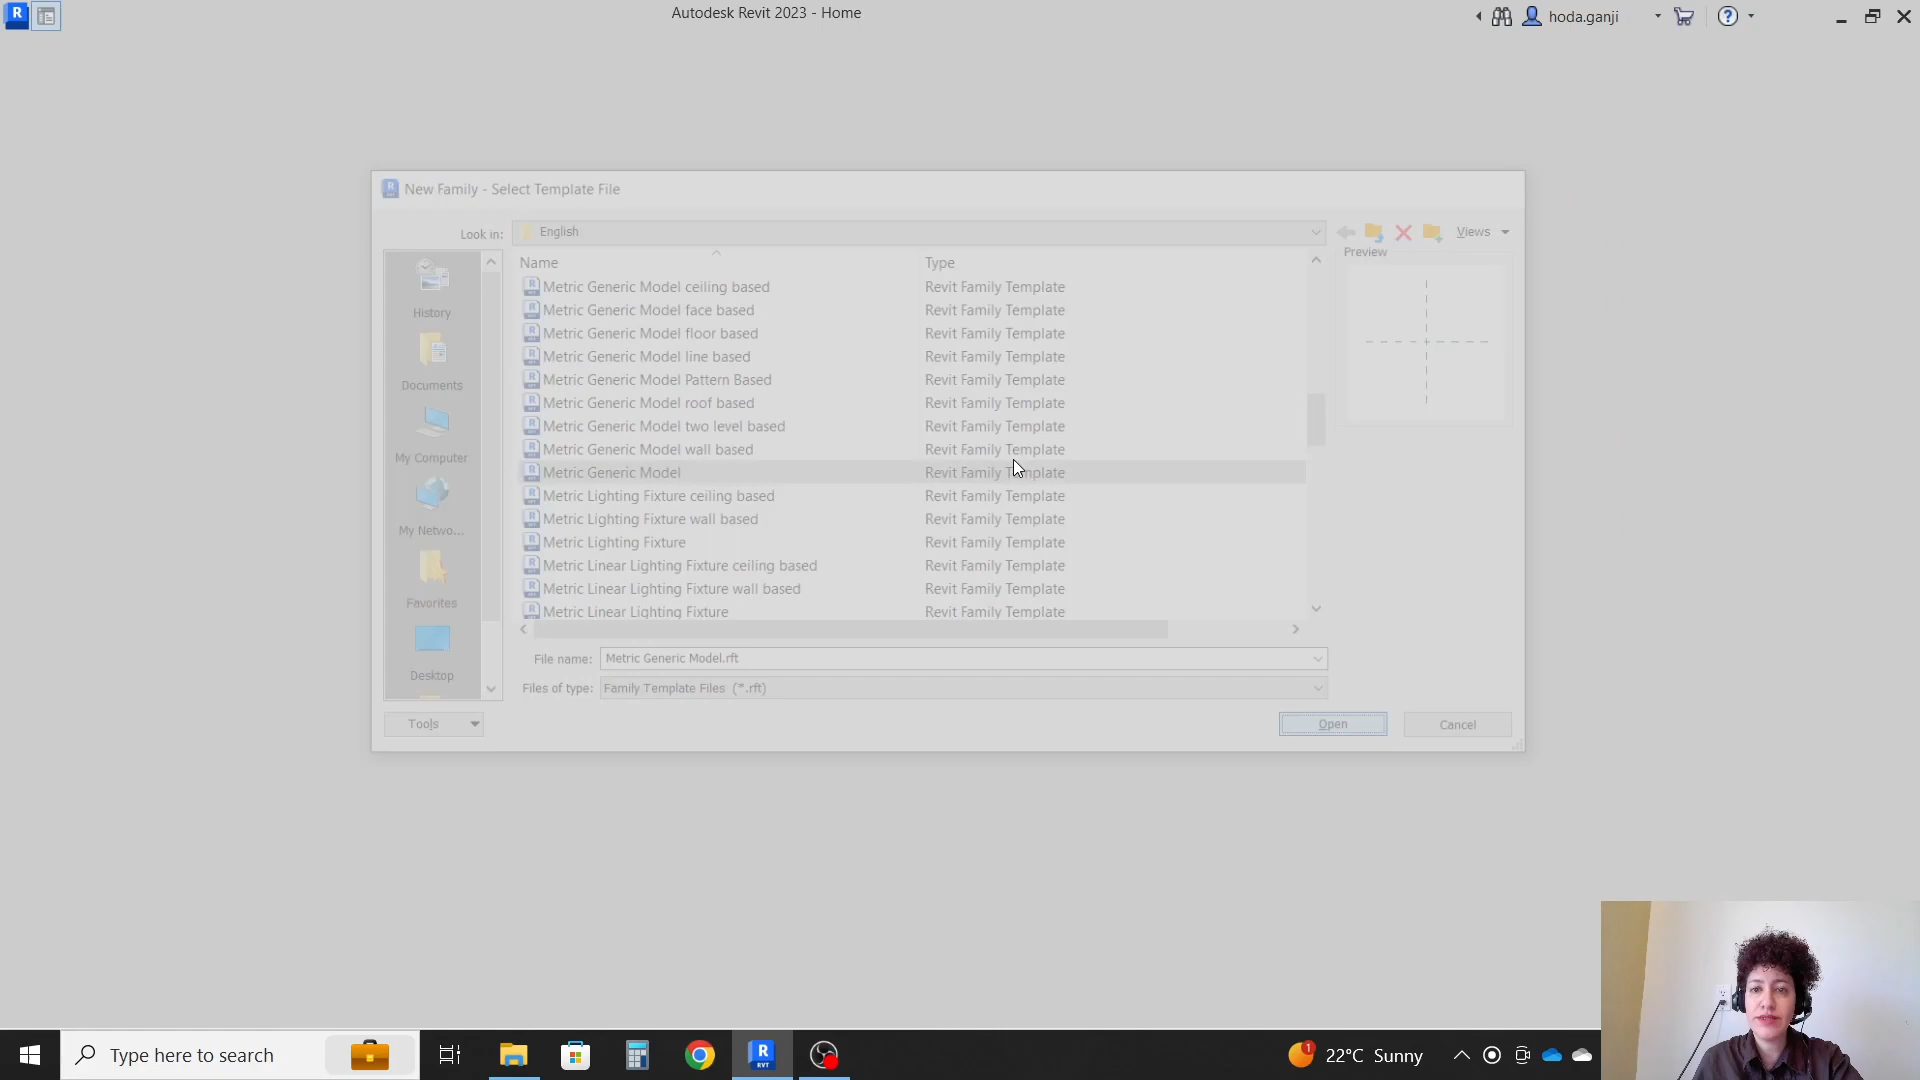 Autodesk Revit 2023 - Home
hoda.ganji
New Family - Select Template File
Look in:
English
Views
Preview
Name
Type
Metric Generic Model ceiling based
Revit Family Template
Metric Generic Model face based
Revit Family Template
Metric Generic Model floor based
Revit Family Template
Metric Generic Model line based
Revit Family Template
Metric Generic Model Pattern Based
Revit Family Template
Metric Generic Model roof based
Revit Family Template
Metric Generic Model two level based
Revit Family Template
Metric Generic Model wall based
Revit Family Template
Metric Generic Model
Revit Family Template
Metric Lighting Fixture ceiling based
Revit Family Template
Metric Lighting Fixture wall based
Revit Family Template
Metric Lighting Fixture
Revit Family Template
Metric Linear Lighting Fixture ceiling based
Revit Family Template
Metric Linear Lighting Fixture wall based
Revit Family Template
Metric Linear Lighting Fixture
Revit Family Template
History
Documents
My Computer
My Netwo...
Favorites
Desktop
File name:
Metric Generic Model.rft
Files of type:
Family Template Files (*.rft)
Tools
Open
Cancel
Type here to search
R
RVT
1
22°C Sunny